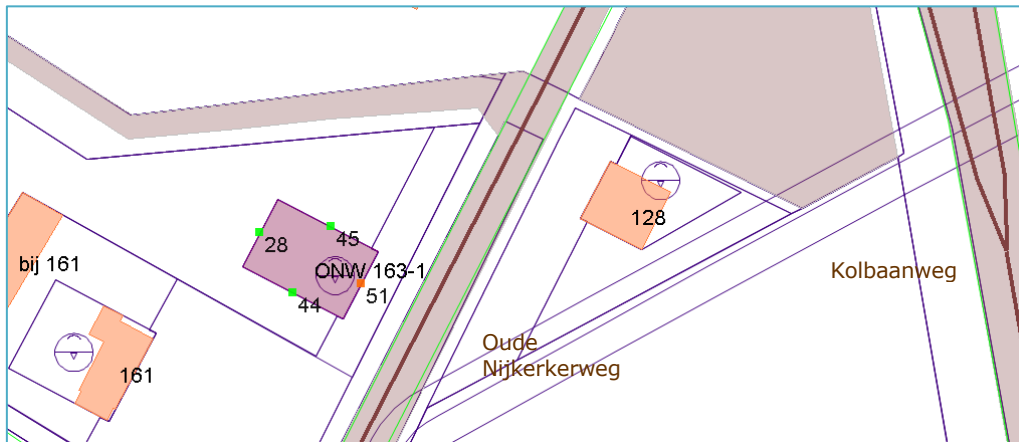 128
45
28
bij 161
ONW 163-1
Kolbaanweg
51
44
Oude
Nijkerkerweg
161